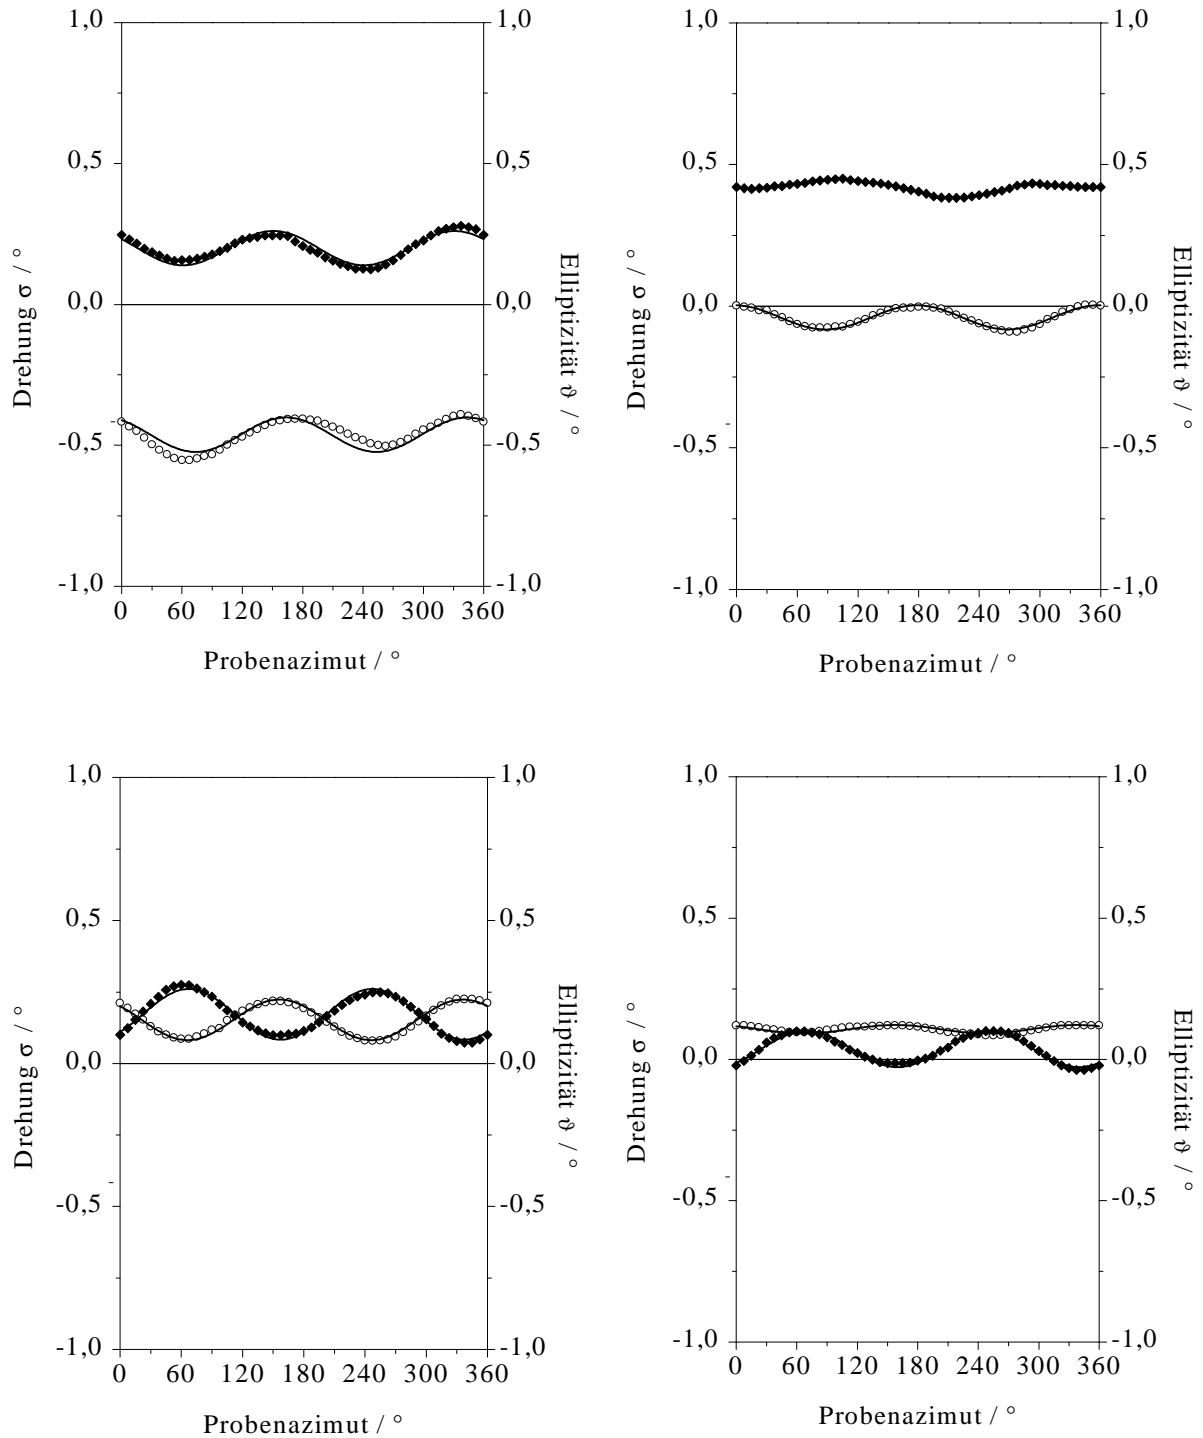 1,0
0,5
0,0
-0,5
-1,0
1,0
0,5
0,0
-0,5
-1,0
Drehung σ / °
Elliptizität ϑ / °
0 60 120 180 240 300 360
Probenazimut / °
1,0
0,5
0,0
-0,5
-1,0
1,0
0,5
0,0
-0,5
-1,0
Drehung σ / °
Elliptizität ϑ / °
0 60 120 180 240 300 360
Probenazimut / °
1,0
0,5
0,0
-0,5
-1,0
1,0
0,5
0,0
-0,5
-1,0
Drehung σ / °
Elliptizität ϑ / °
0 60 120 180 240 300 360
Probenazimut / °
1,0
0,5
0,0
-0,5
-1,0
1,0
0,5
0,0
-0,5
-1,0
Drehung σ / °
Elliptizität ϑ / °
0 60 120 180 240 300 360
Probenazimut / °